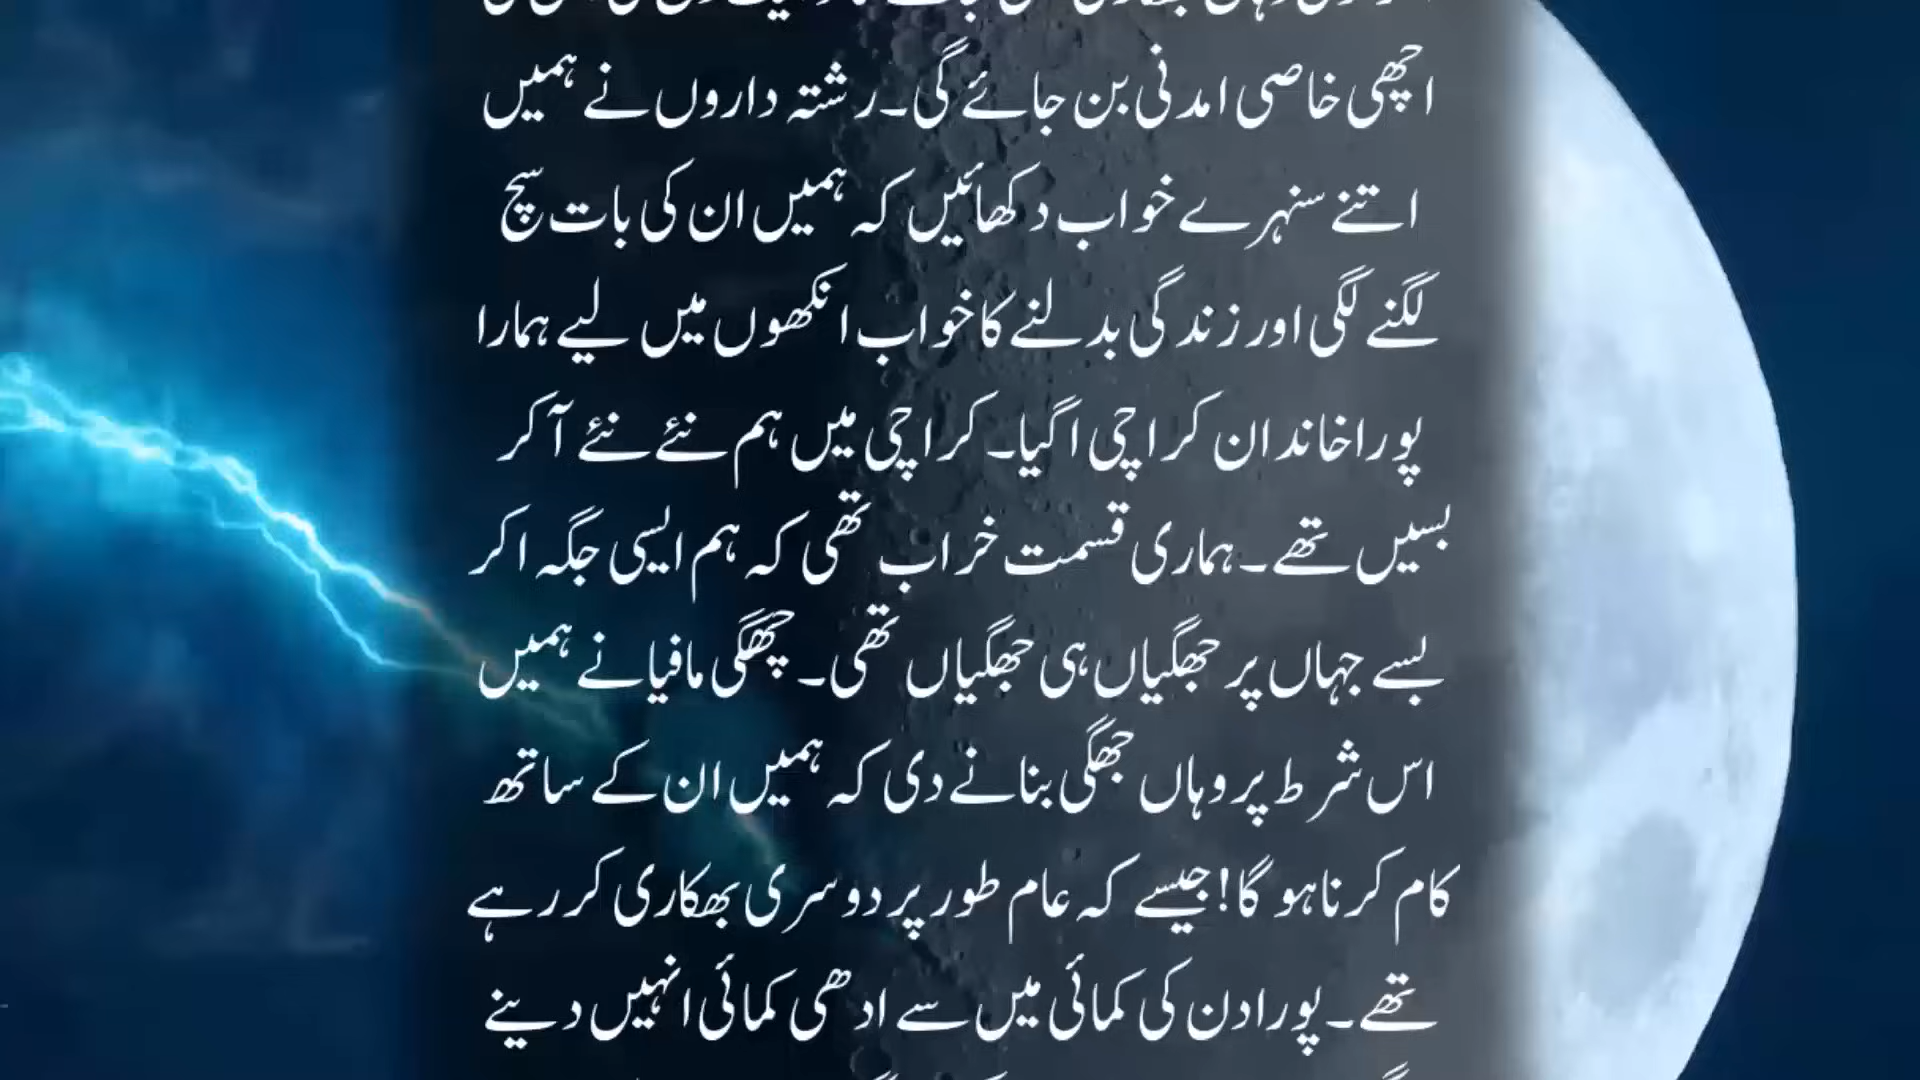 اچھی خاصی امدنی بن جائے گی۔رشتہ داروں نے ہمیں
اتنے سنہرے خواب دکھائیں کہ ہمیں ان کی بات سچ
لگنے لگی اور زندگی بدلنے کا خواب انکھوں میں لیے ہمارا
پورا خاندان کراچی اگیا۔ کراچی میں ہم نئے نئے آکر
بسیں تھے۔ہماری قسمت خراب تھی کہ ہم ایسی جگہ اکر
بسے جہاں پر جھگیاں ہی جھگیاں تھی۔چھگی مافیا نے ہمیں
اس شرط پر وہاں جھگی بنانے دی کہ ہمیں ان کے ساتھ
کام کرنا ہو گا!جیسے کہ عام طور پر دوسری بھکاری کر رہے
تھے۔پورا دن کی کمائی میں سے ادھی کمائی انہیں دینے